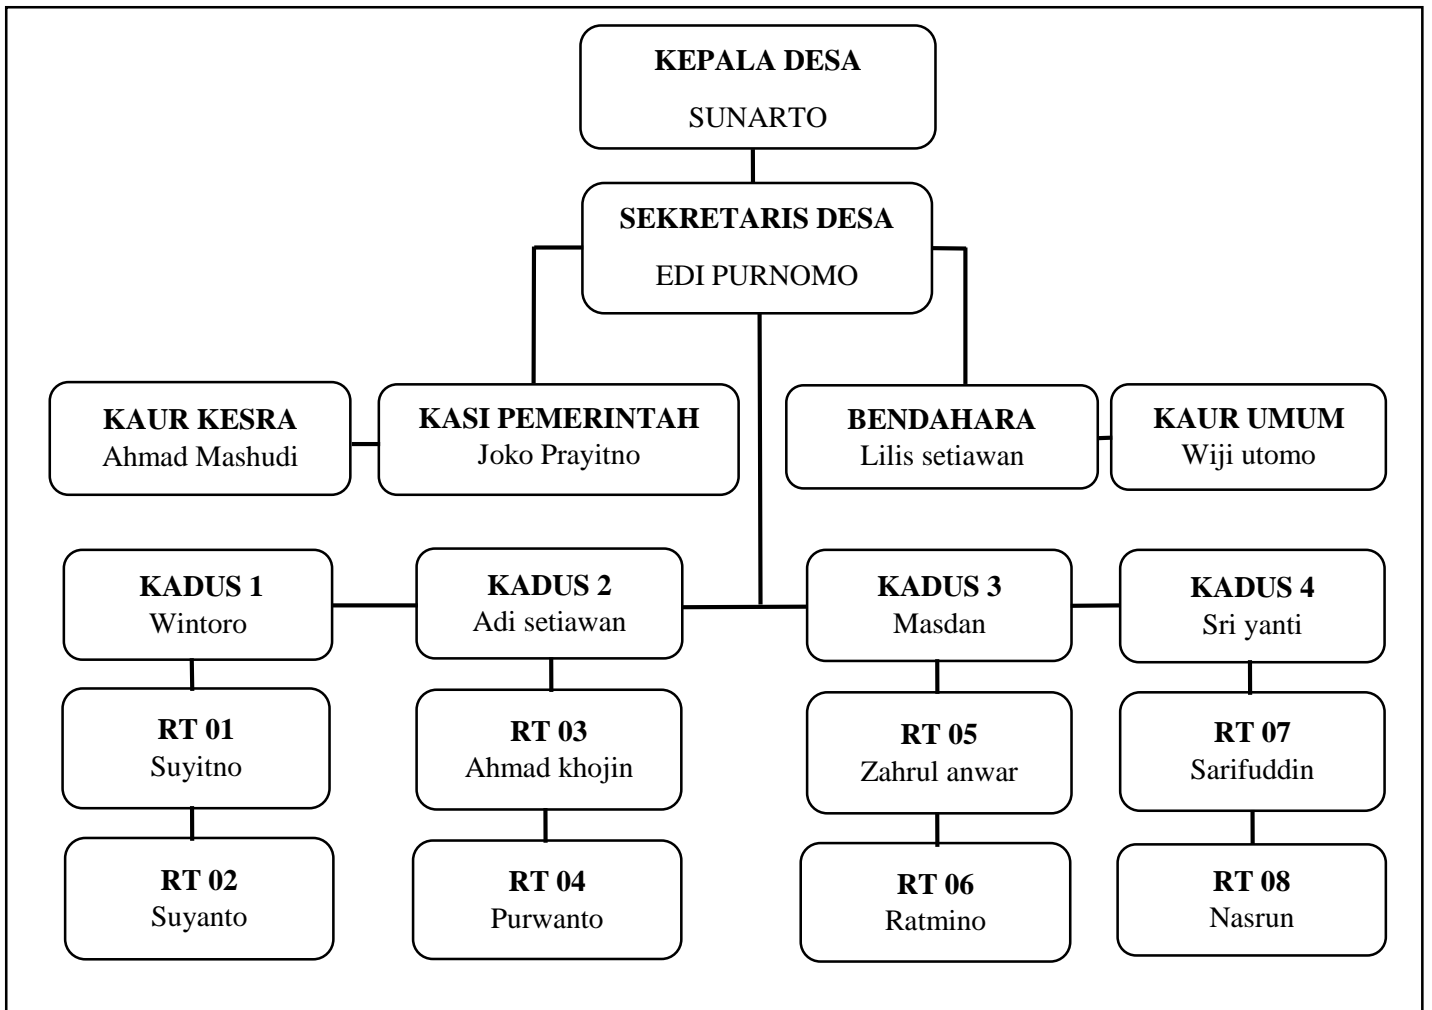 KEPALA DESA
SUNARTO
SEKRETARIS DESA
EDI PURNOMO
KAUR KESRA
Ahmad Mashudi
KASI PEMERINTAH
Joko Prayitno
BENDAHARA
Lilis setiawan
KAUR UMUM
Wiji utomo
KADUS 1
Wintoro
KADUS 2
Adi setiawan
KADUS 3
Masdan
KADUS 4
Sri yanti
RT 01
Suyitno
RT 03
Ahmad khojin
RT 05
Zahrul anwar
RT 07
Sarifuddin
RT 02
Suyanto
RT 04
Purwanto
RT 06
Ratmino
RT 08
Nasrun